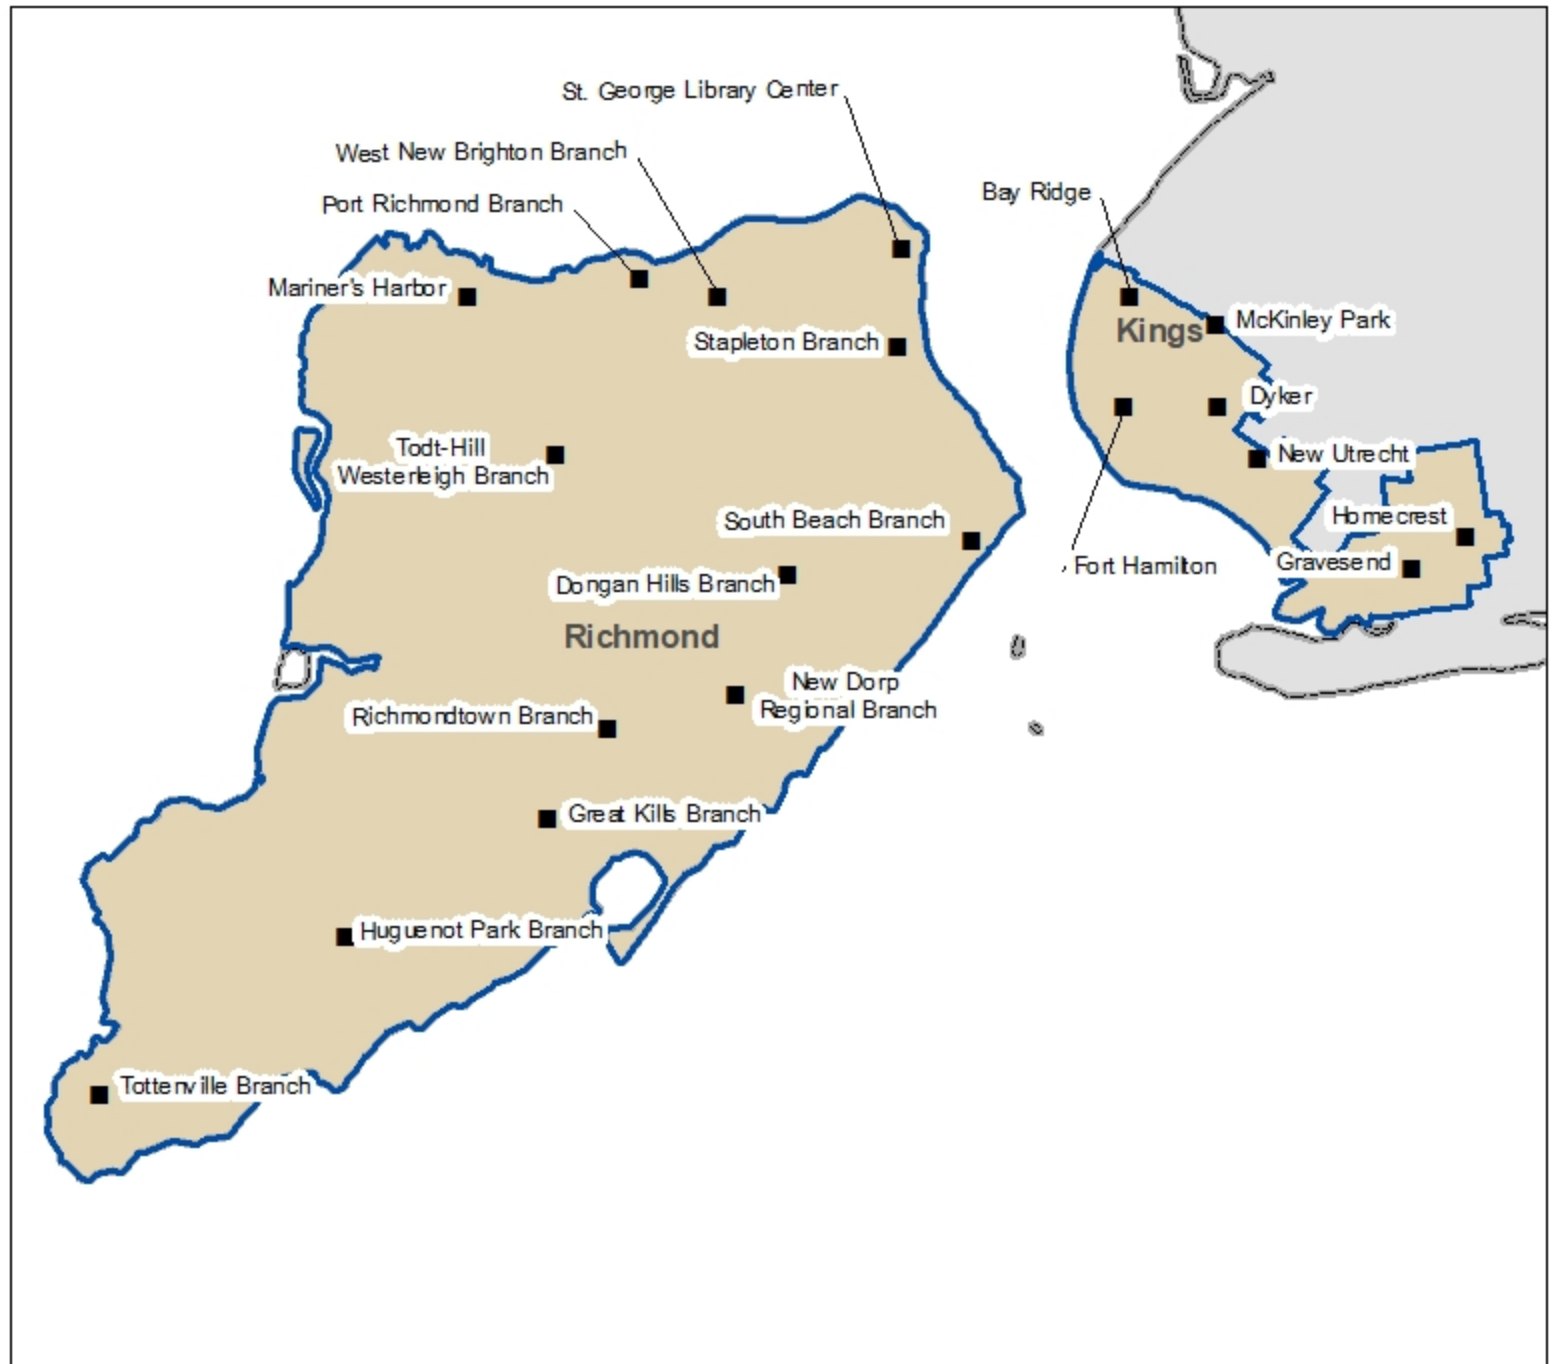 St. George Library Center
West New Brighton Branch
Port Richmond Branch
Bay Ridge
Mariner's Harbor
McKinley Park
Kings
Stapleton Branch
Dyker
Todt-Hill
Westerleigh Branch
New Utrecht
Homecrest
South Beach Branch
Gravesend
Fort Hamilton
Dongan Hills Branch
Richmond
New Dorp
Regional Branch
Richmondtown Branch
Great Kills Branch
Huguenot Park Branch
Tottenville Branch